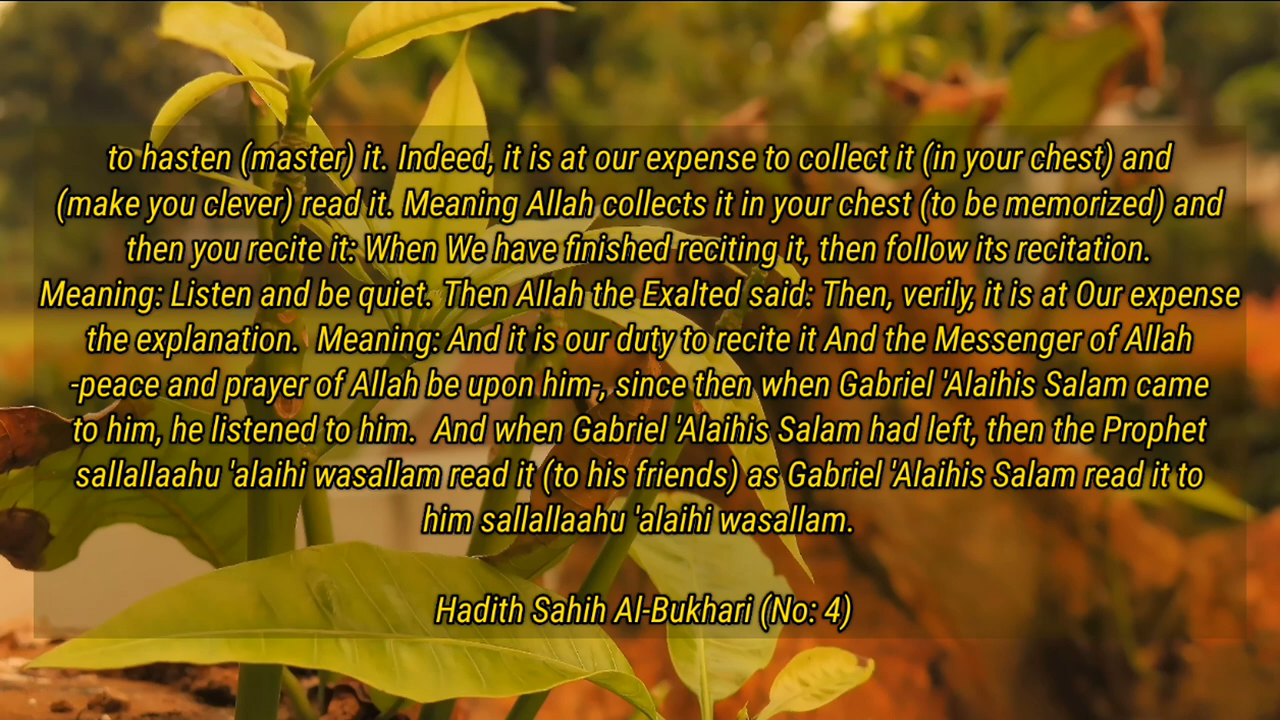 to hasten (master) it. Indeed, it is at our expense to collect it (in your chest) and
(make you clever) read it. Meaning Allah collects it in your chest (to be memorized) and
then you recite it: When We have finished reciting it, then follow its recitation.
Meaning: Listen and be quiet. Then Allah the Exalted said: Then, verily, it is at Our expense
the explanation.  Meaning: And it is our duty to recite it And the Messenger of Allah
-peace and prayer of Allah be upon him-, since then when Gabriel 'Alaihis Salam came
to him, he listened to him.  And when Gabriel 'Alaihis Salam had left, then the Prophet
sallallaahu 'alaihi wasallam read it (to his friends) as Gabriel 'Alaihis Salam read it to
him sallallaahu 'alaihi wasallam.
Hadith Sahih Al-Bukhari (No: 4)